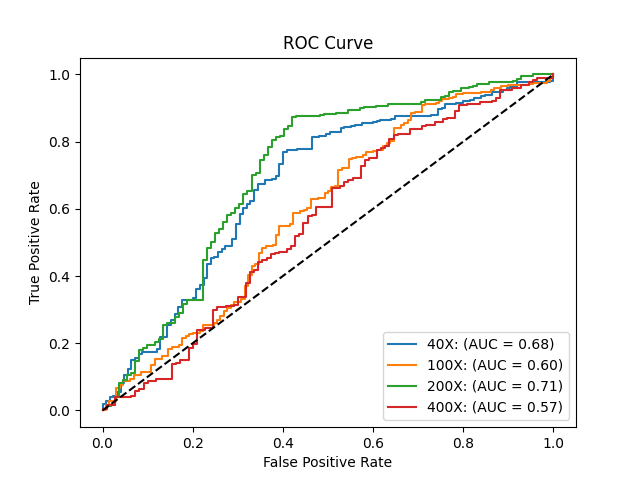 ROC Curve
True Positive Rate
1.0
0.8
0.6
0.4
0.2
0.0
40X: (AUC = 0.68)
100X: (AUC = 0.60)
200X: (AUC = 0.71)
400X: (AUC = 0.57)
0.0 0.2 0.4 0.6 0.8 1.0
False Positive Rate